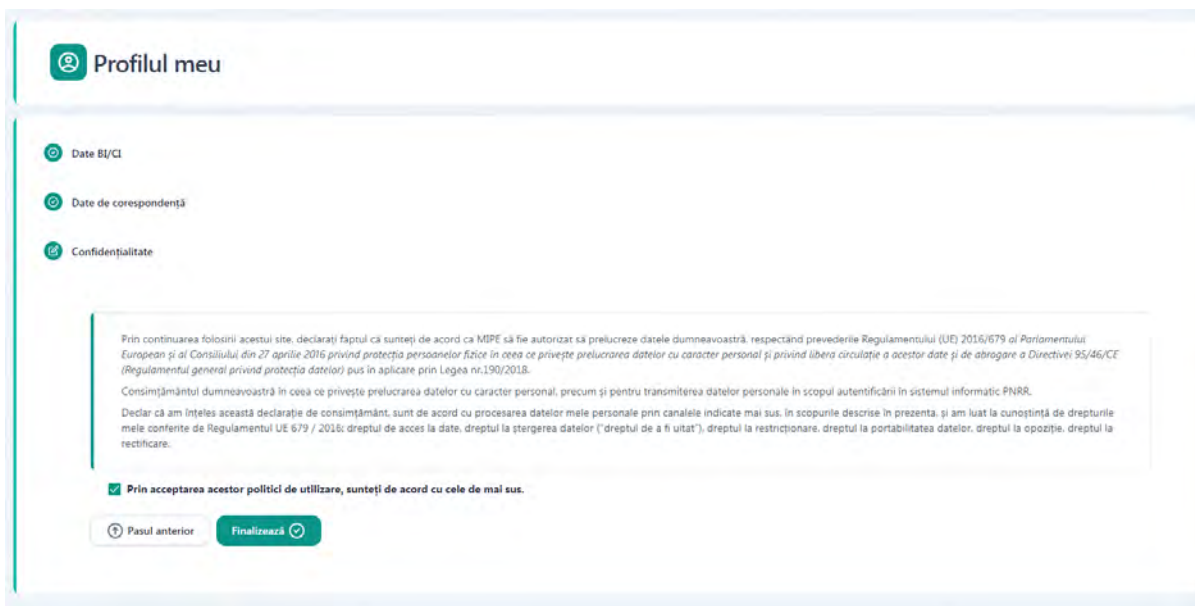 Profilul meu
Date BI/CI
Date de corespondență
Confidențialitate
Prin continuarea folosirii acestui site, declarați faptul că sunteți de acord ca MIPE să fie autorizat să prelucreze datele dumneavoastră, respectând prevederile Regulamentului (UE) 2016/679 al Parlamentului
European și al Consiliului din 27 aprilie 2016 privind protecția persoanelor fizice în ceea ce privește prelucrarea datelor cu caracter personal și privind libera circulație a acestor date și de abrogare a Directivei 95/46/CE
(Regulamentul general privind protecția datelor) pus în aplicare prin Legea nr.190/2018.
Consimțământul dumneavoastră în ceea ce privește prelucrarea datelor cu caracter personal, precum și pentru transmiterea datelor personale în scopul autentificării în sistemul informatic PNRR.
Declar că am înțeles această declarație de consimțământ, sunt de acord cu procesarea datelor mele personale prin canalele indicate mai sus, în scopurile descrise în prezenta, și am luat la cunoștință de drepturile
mele conferite de Regulamentul UE 679 / 2016: dreptul de acces la date, dreptul la ștergerea datelor ("dreptul de a fi uitat"), dreptul la restricționare, dreptul la portabilitatea datelor, dreptul la opoziție, dreptul la
rectificare.
Prin acceptarea acestor politici de utilizare, sunteți de acord cu cele de mai sus.
Pasul anterior
Finalizează